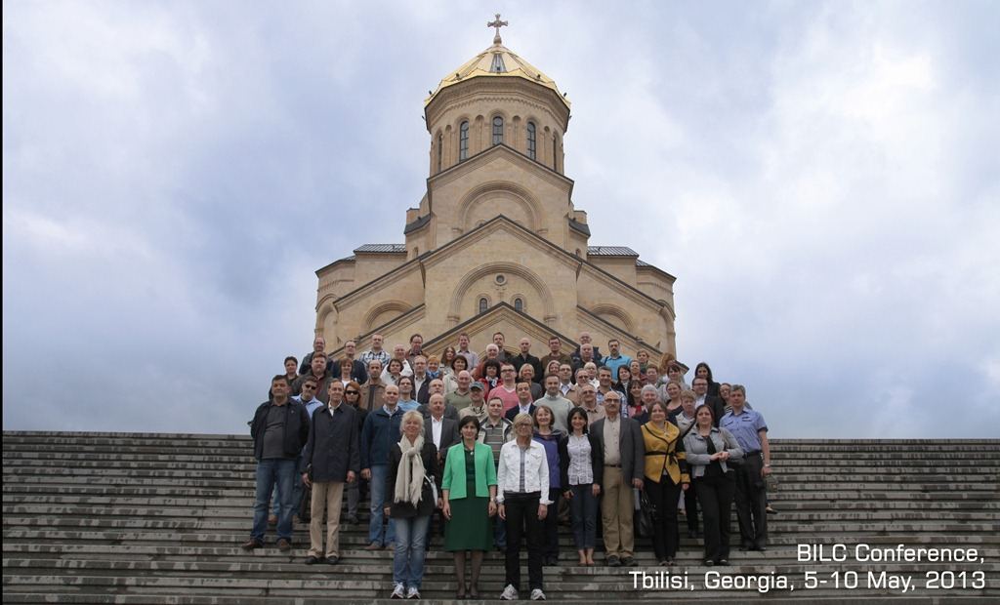 BILC Conference,
Tbilisi, Georgia, 5-10 May, 2013